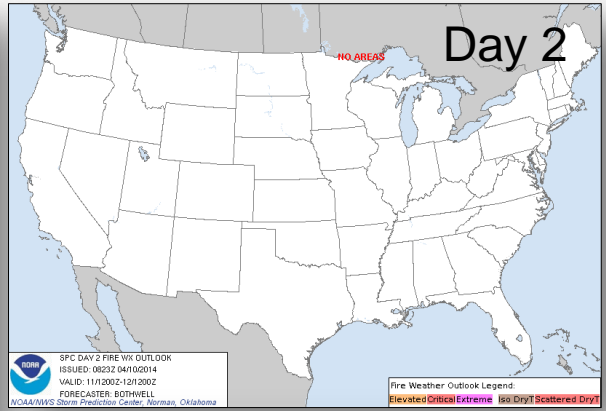 Day 2
NO AREAS
NOAA
SPC DAY 2 FIRE WX OUTLOOK
ISSUED: 0823Z 04/10/2014
VALID: 11/1200Z-12/1200Z
FORECASTER: BOTHWELL
NOAA/NWS Storm Prediction Center, Norman, Oklahoma
Fire Weather Outlook Legend:
Elevated Critical Extreme Iso DryT Scattered DryT